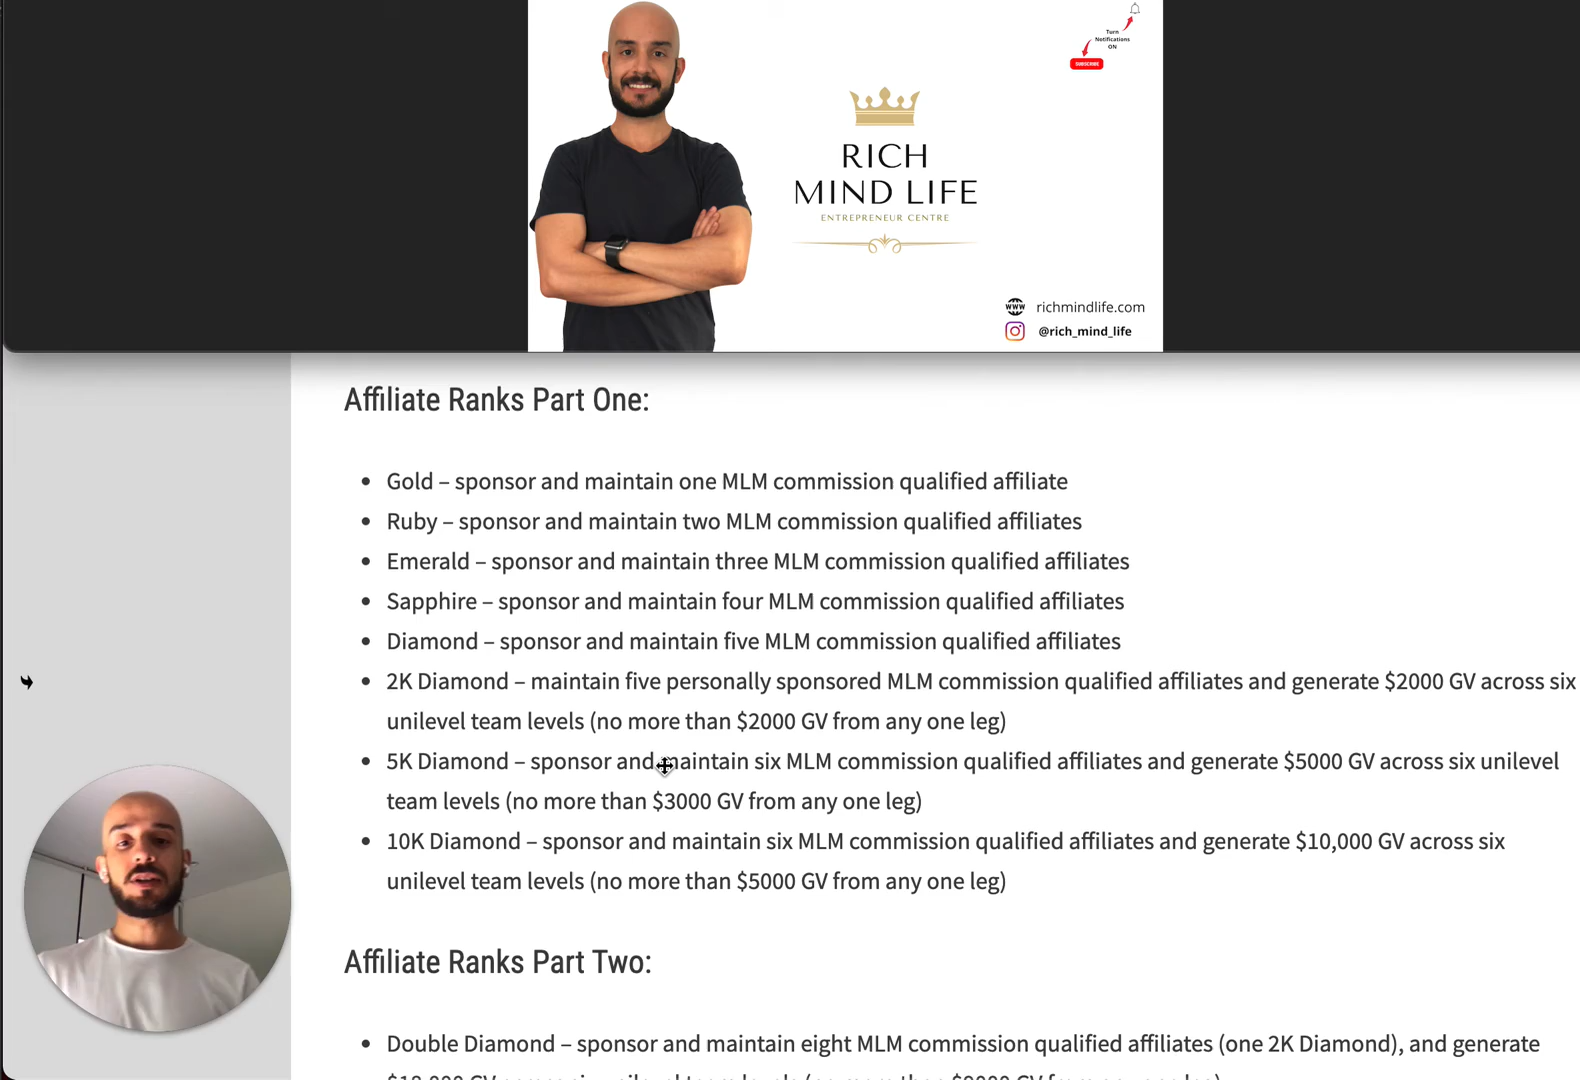 Turn
Notifications
ON
SUBSCRIBE
RICH
MIND LIFE
ENTREPRENEUR CENTRE
www richmindlife.com
@rich_mind_life
Affiliate Ranks Part One:
• Gold – sponsor and maintain one MLM commission qualified affiliate
• Ruby – sponsor and maintain two MLM commission qualified affiliates
• Emerald – sponsor and maintain three MLM commission qualified affiliates
• Sapphire – sponsor and maintain four MLM commission qualified affiliates
• Diamond – sponsor and maintain five MLM commission qualified affiliates
• 2K Diamond – maintain five personally sponsored MLM commission qualified affiliates and generate $2000 GV across six
unilevel team levels (no more than $2000 GV from any one leg)
• 5K Diamond – sponsor and maintain six MLM commission qualified affiliates and generate $5000 GV across six unilevel
team levels (no more than $3000 GV from any one leg)
• 10K Diamond – sponsor and maintain six MLM commission qualified affiliates and generate $10,000 GV across six
unilevel team levels (no more than $5000 GV from any one leg)
Affiliate Ranks Part Two:
• Double Diamond – sponsor and maintain eight MLM commission qualified affiliates (one 2K Diamond), and generate